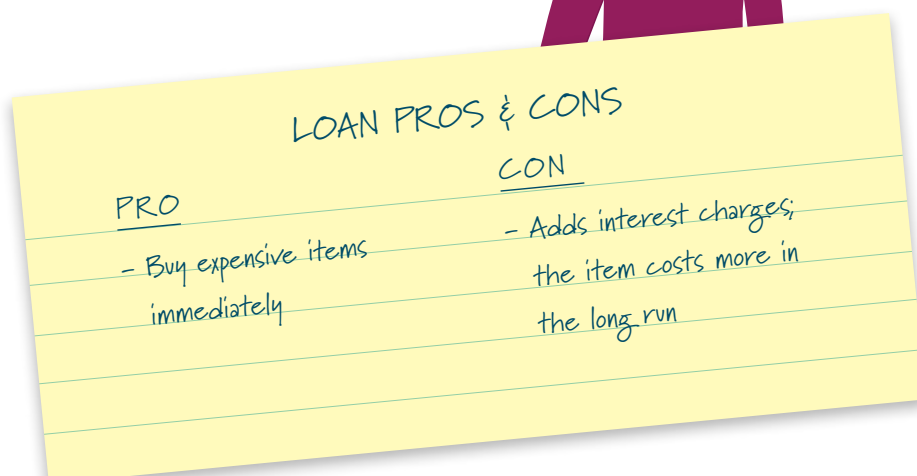 LOAN PROS & CONS
PRO
- Buy expensive items
immediately
CON
- Adds interest charges;
the item costs more in
the long run